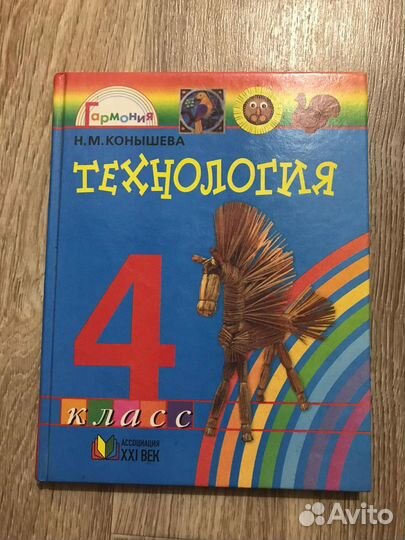 Гармония
Н.М.КОНЫШЕВА
ТЕХНОЛОГИЯ
4
класс
АССОЦИАЦИЯ
XXI ВЕК
Avito